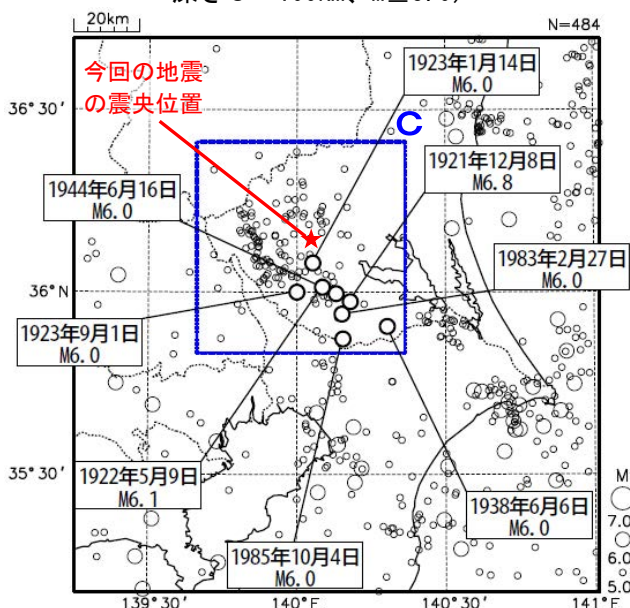 20km
N=484
今回の地震
の震央位置
36°30′
1923年1月14日
M6.0
C
1921年12月8日
M6.8
1944年6月16日
M6.0
1983年2月27日
M6.0
36°N
1923年9月1日
M6.0
35°30′
1922年5月9日
M6.1
1938年6月6日
M6.0
1985年10月4日
M6.0
M
7.0
6.0
5.0
139°30′
140°E
140°30′
141°E